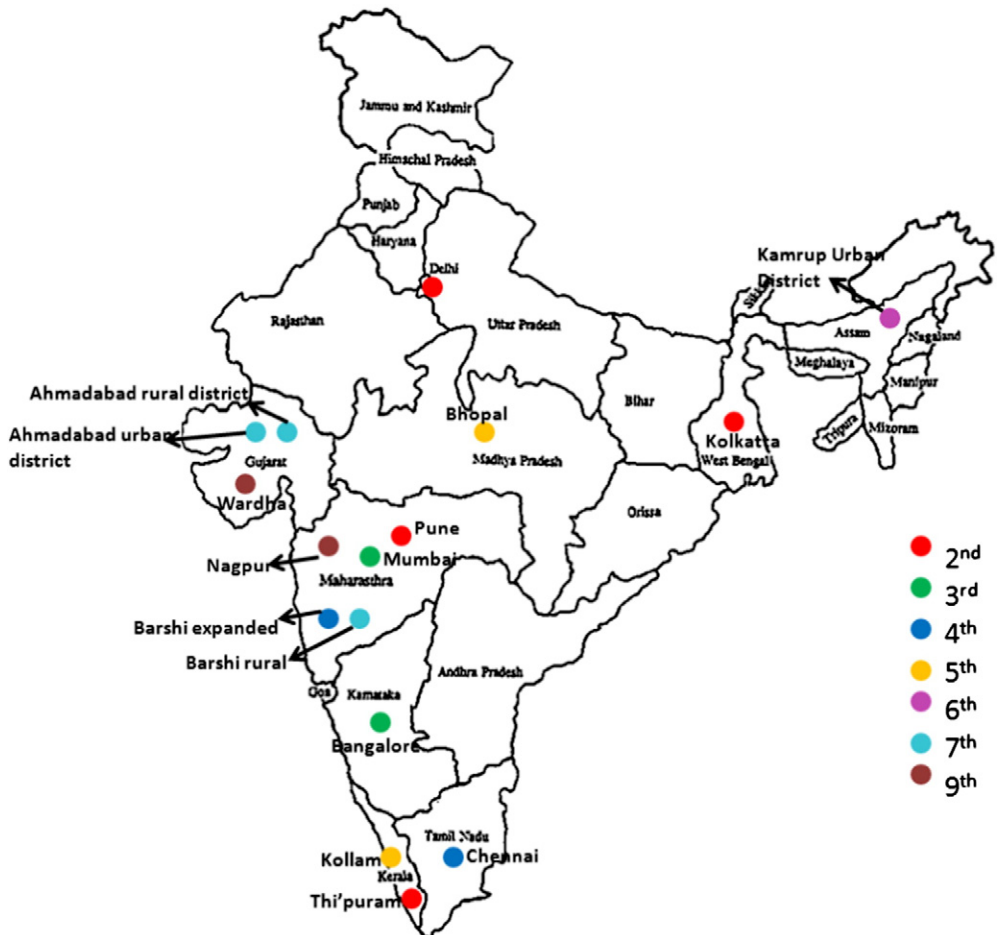 Jammu and Kashmir
Himschal Pradesh
Punjab
Haryana
Delhi
Kamrup Urban
District
Sikkim
Rajasthan
Uttar Pradesh
Assam
Nagaland
Meghalaya
Manipur
Ahmadabad rural district
Bihar
Bhopal
Tripura
Mizoram
Ahmadabad urban
district
Kolkatta
West Bengal
Gujarat
Madhya Pradesh
Wardha
Orissa
Pune
Mumbai
Nagpur
Maharasthra
Barshi expanded
Barshi rural
Andhra Pradesh
Goa
Karnataka
Bangalore
Tamil Nadu
Kollam
Chennai
Kerala
Thi'puram
2nd
3rd
4th
5th
6th
7th
9th